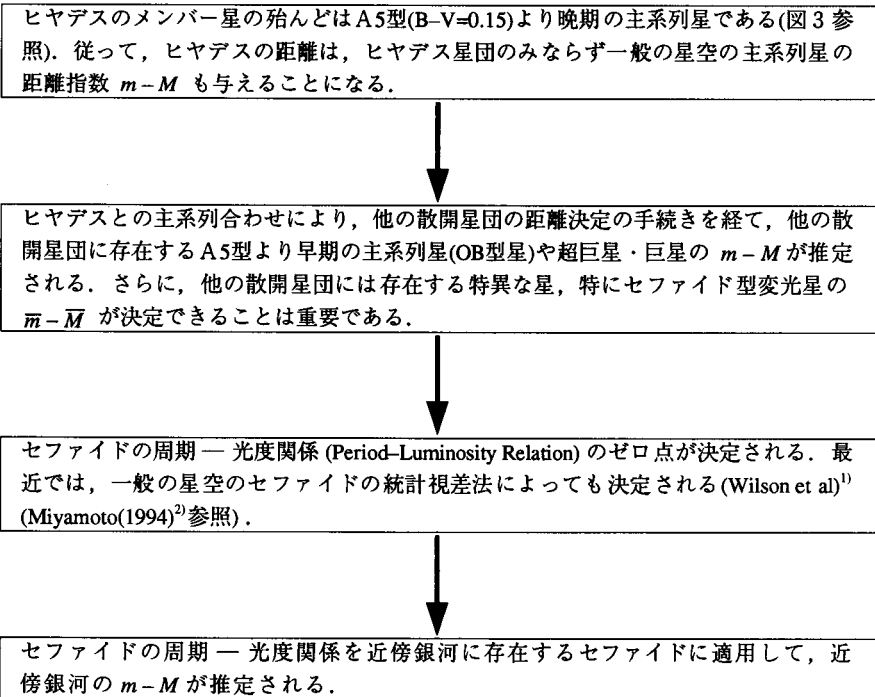 ヒヤデスのメンバー星の殆んどはA5型(B–V=0.15)より晩期の主系列星である(図3参
照). 従って,ヒヤデスの距離は,ヒヤデス星団のみならず一般の星空の主系列星の
距離指数 m – M も与えることになる.
ヒヤデスとの主系列合わせにより,他の散開星団の距離決定の手続きを経て,他の散
開星団に存在するA5型より早期の主系列星(OB型星)や超巨星・巨星の m – M が推定
される. さらに,他の散開星団には存在する特異な星,特にセファイド型変光星の
m̅ – M̅ が決定できることは重要である.
セファイドの周期 — 光度関係 (Period–Luminosity Relation) のゼロ点が決定される. 最
近では,一般の星空のセファイドの統計視差法によっても決定される(Wilson et al)¹⁾
(Miyamoto(1994)²⁾参照).
セファイドの周期 — 光度関係を近傍銀河に存在するセファイドに適用して,近
傍銀河の m – M が推定される.